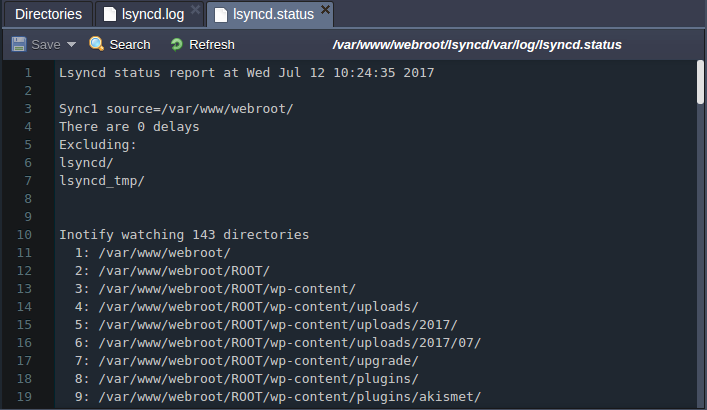 Directories lsyncd.log lsyncd.status
Save Search Refresh /var/www/webroot/lsyncd/var/log/lsyncd.status
1 Lsyncd status report at Wed Jul 12 10:24:35 2017
2
3 Sync1 source=/var/www/webroot/
4 There are 0 delays
5 Excluding:
6 lsyncd/
7 lsyncd_tmp/
8
9
10 Inotify watching 143 directories
11 1: /var/www/webroot/
12 2: /var/www/webroot/ROOT/
13 3: /var/www/webroot/ROOT/wp-content/
14 4: /var/www/webroot/ROOT/wp-content/uploads/
15 5: /var/www/webroot/ROOT/wp-content/uploads/2017/
16 6: /var/www/webroot/ROOT/wp-content/uploads/2017/07/
17 7: /var/www/webroot/ROOT/wp-content/upgrade/
18 8: /var/www/webroot/ROOT/wp-content/plugins/
19 9: /var/www/webroot/ROOT/wp-content/plugins/akismet/